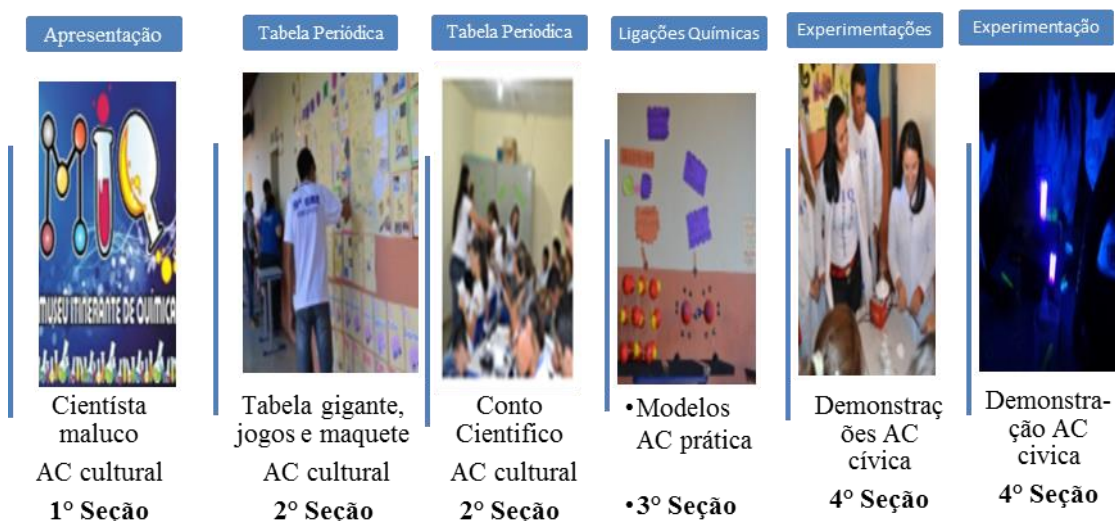 Apresentação
MIQ
MUSEU ITINERANTE DE QUÍMICA
Cientísta
maluco
AC cultural
1° Seção
Tabela Periódica
Tabela gigante,
jogos e maquete
AC cultural
2° Seção
Tabela Periodica
Conto
Cientifico
AC cultural
2° Seção
Ligações Químicas
•Modelos
AC prática
•3° Seção
Experimentações
Demonstraç
ões AC
cívica
4° Seção
Experimentação
Demonstra-
ção AC
civica
4° Seção